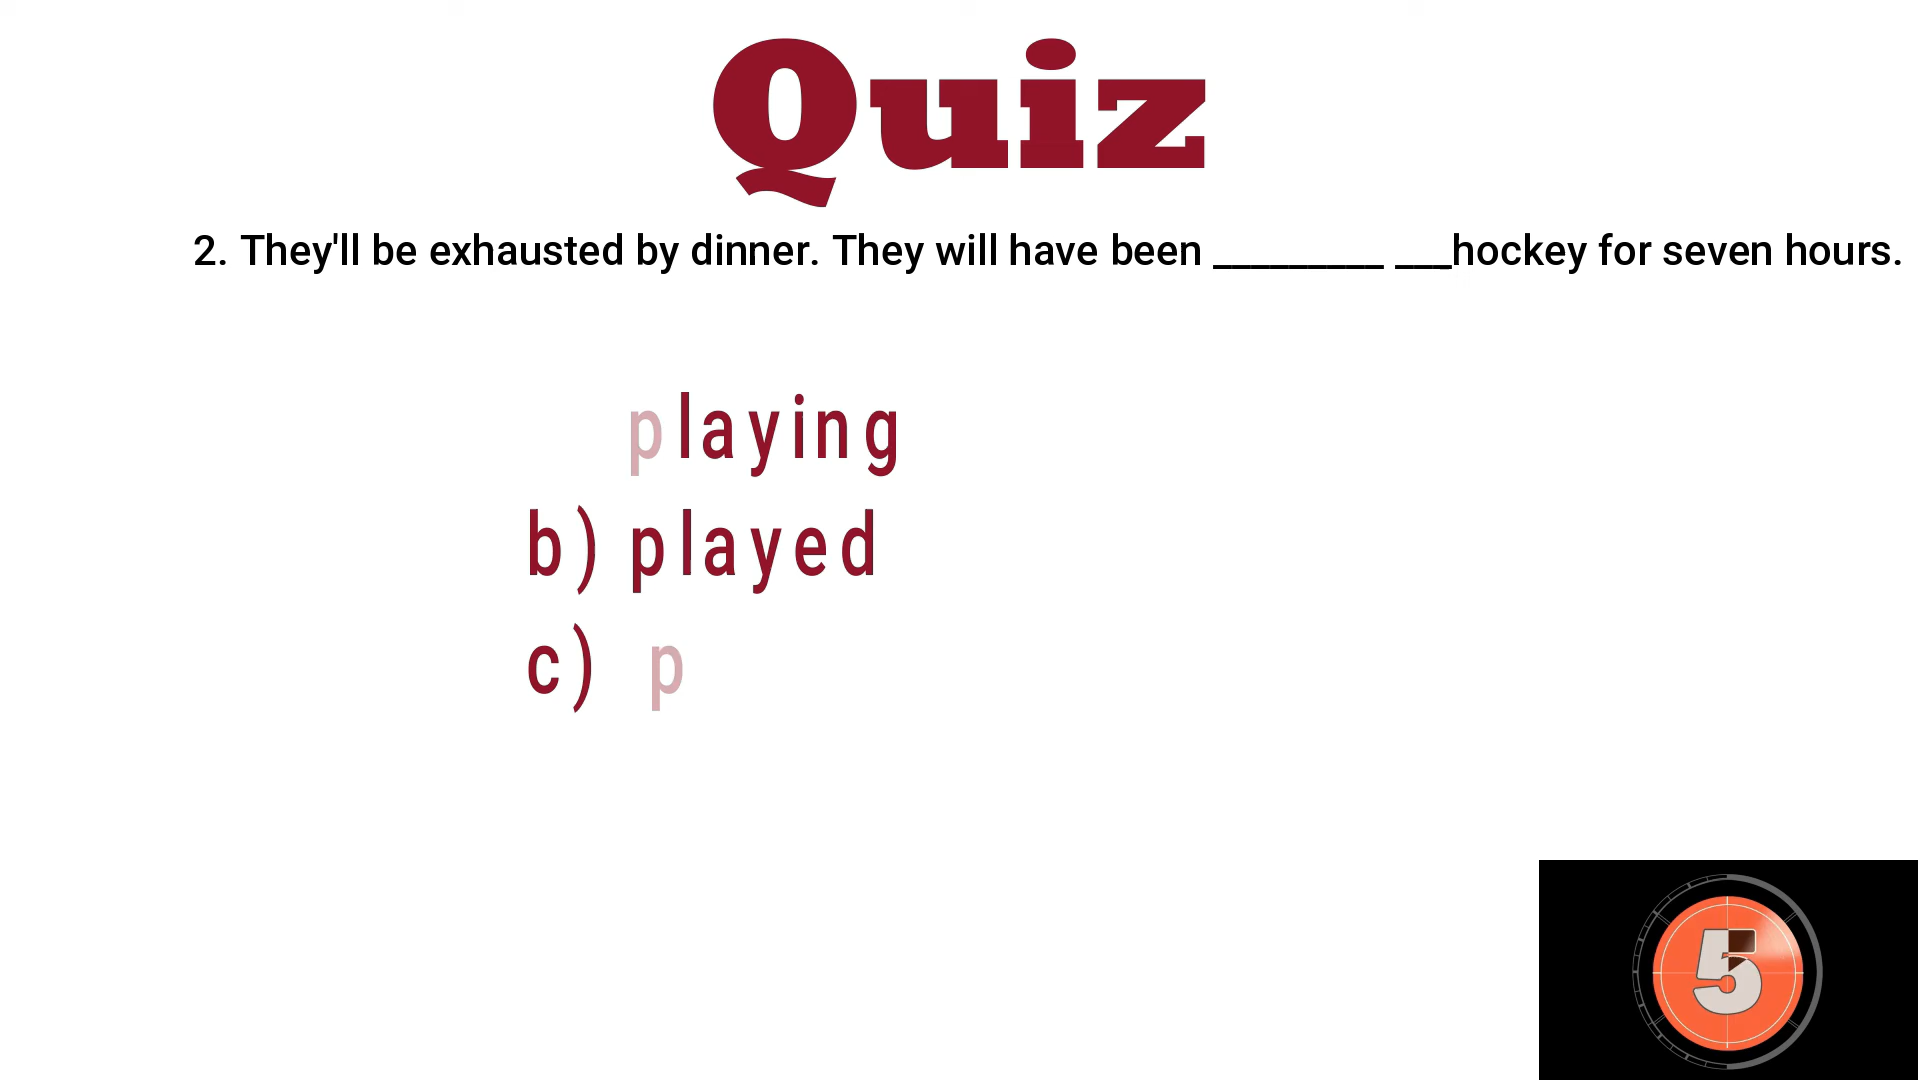 Quiz
2. They'll be exhausted by dinner. They will have been _________ ___hockey for seven hours.
playing
b) played
c) p
5